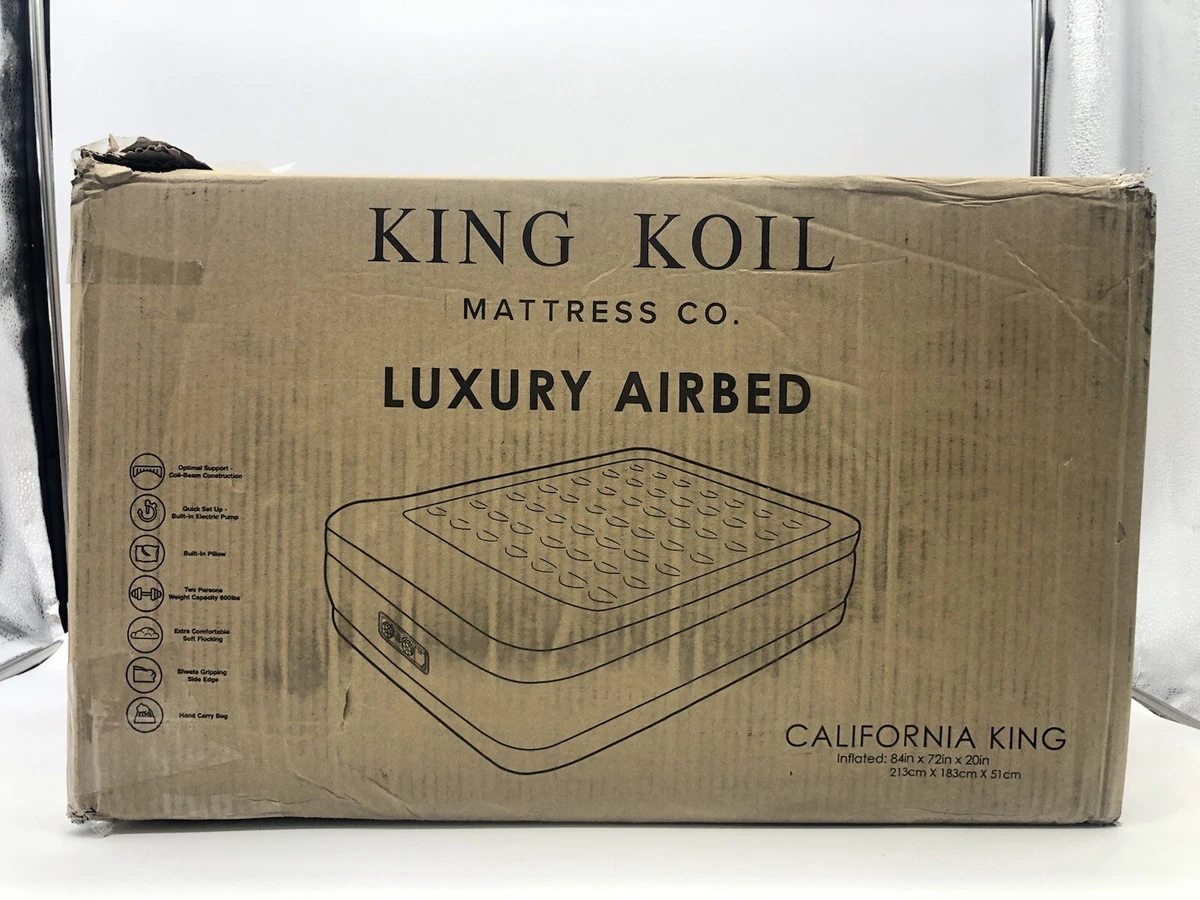 KING KOIL
MATTRESS CO.
LUXURY AIRBED
Optimal Support -
Coil-Beam Construction
Quick Set Up -
Built-in Electric Pump
Built-in Pillow
Two Persons
Weight Capacity 600lbs
Extra Comfortable
Soft Flocking
Sheets Gripping
Side Edge
Hand Carry Bag
CALIFORNIA KING
Inflated: 84in x 72in x 20in
213cm X 183cm X 51cm